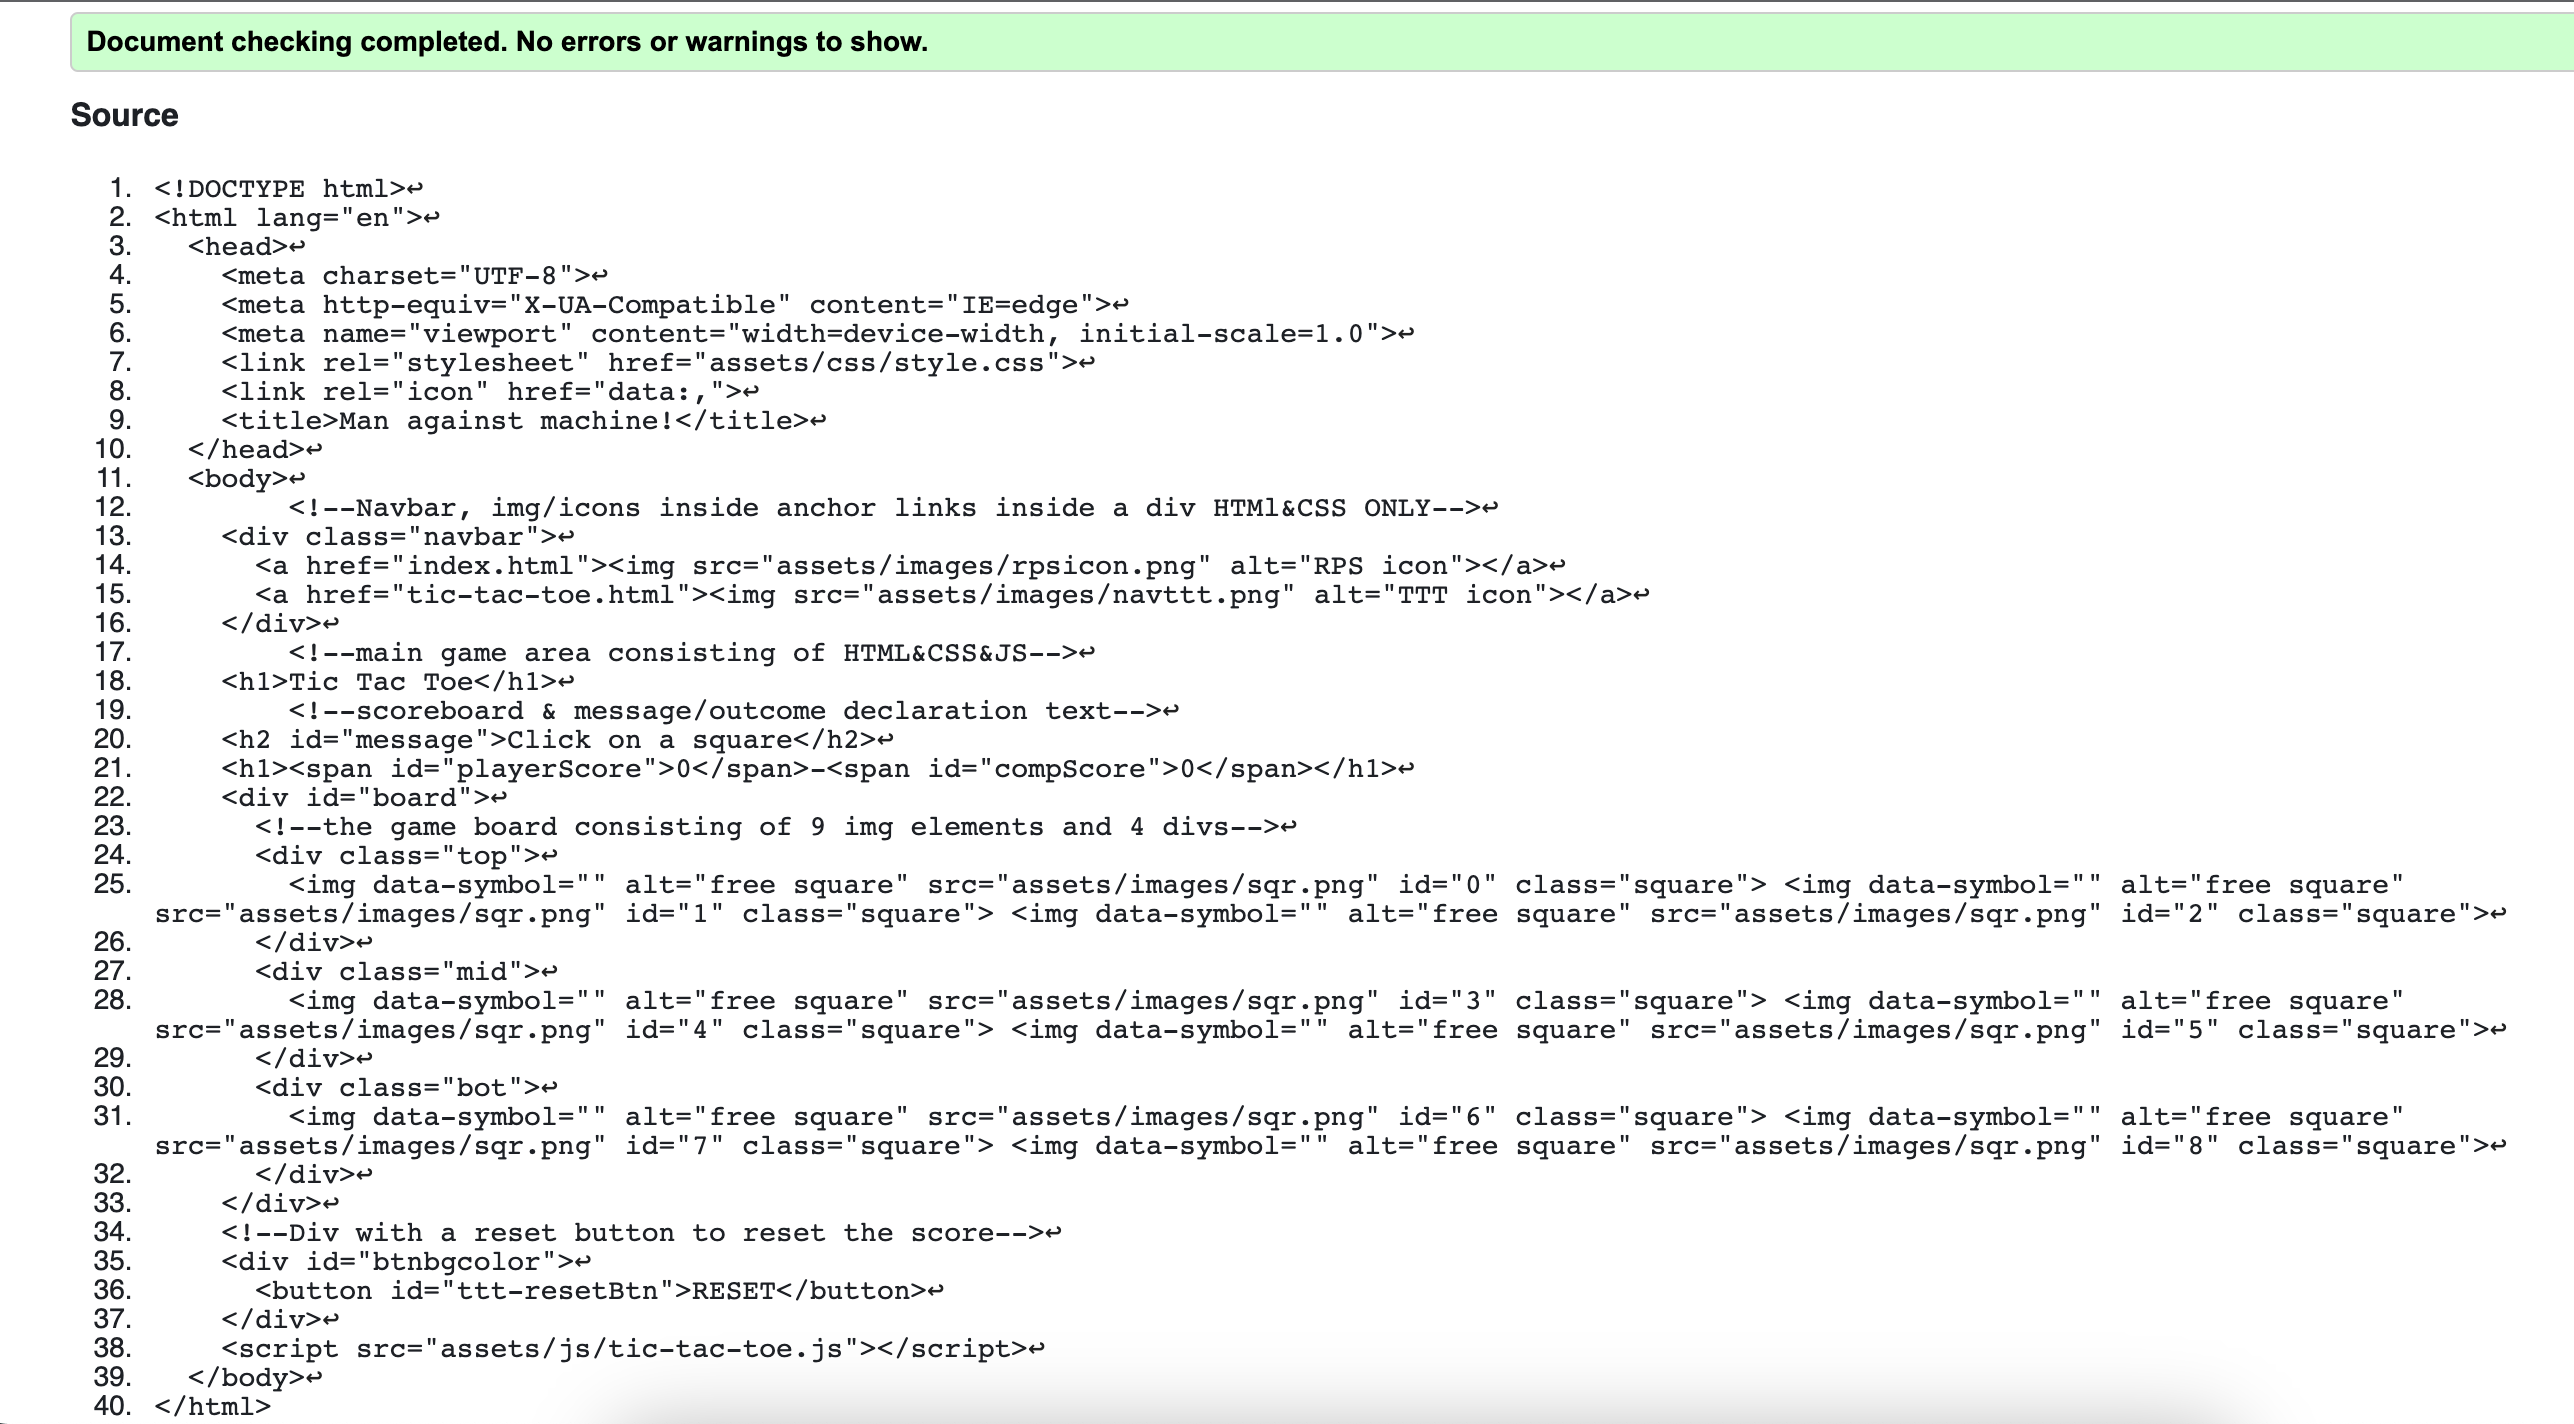 Document checking completed. No errors or warnings to show.
Source
1. <!DOCTYPE html>↩
2. <html lang="en">↩
3.   <head>↩
4.     <meta charset="UTF-8">↩
5.     <meta http-equiv="X-UA-Compatible" content="IE=edge">↩
6.     <meta name="viewport" content="width=device-width, initial-scale=1.0">↩
7.     <link rel="stylesheet" href="assets/css/style.css">↩
8.     <link rel="icon" href="data:,">↩
9.     <title>Man against machine!</title>↩
10.   </head>↩
11.   <body>↩
12.         <!--Navbar, img/icons inside anchor links inside a div HTMl&CSS ONLY-->↩
13.     <div class="navbar">↩
14.       <a href="index.html"><img src="assets/images/rpsicon.png" alt="RPS icon"></a>↩
15.       <a href="tic-tac-toe.html"><img src="assets/images/navttt.png" alt="TTT icon"></a>↩
16.     </div>↩
17.         <!--main game area consisting of HTML&CSS&JS-->↩
18.     <h1>Tic Tac Toe</h1>↩
19.         <!--scoreboard & message/outcome declaration text-->↩
20.     <h2 id="message">Click on a square</h2>↩
21.     <h1><span id="playerScore">0</span>-<span id="compScore">0</span></h1>↩
22.     <div id="board">↩
23.       <!--the game board consisting of 9 img elements and 4 divs-->↩
24.       <div class="top">↩
25.         <img data-symbol="" alt="free square" src="assets/images/sqr.png" id="0" class="square"> <img data-symbol="" alt="free square"
src="assets/images/sqr.png" id="1" class="square"> <img data-symbol="" alt="free square" src="assets/images/sqr.png" id="2" class="square">↩
26.       </div>↩
27.       <div class="mid">↩
28.         <img data-symbol="" alt="free square" src="assets/images/sqr.png" id="3" class="square"> <img data-symbol="" alt="free square"
src="assets/images/sqr.png" id="4" class="square"> <img data-symbol="" alt="free square" src="assets/images/sqr.png" id="5" class="square">↩
29.       </div>↩
30.       <div class="bot">↩
31.         <img data-symbol="" alt="free square" src="assets/images/sqr.png" id="6" class="square"> <img data-symbol="" alt="free square"
src="assets/images/sqr.png" id="7" class="square"> <img data-symbol="" alt="free square" src="assets/images/sqr.png" id="8" class="square">↩
32.       </div>↩
33.     </div>↩
34.     <!--Div with a reset button to reset the score-->↩
35.     <div id="btnbgcolor">↩
36.       <button id="ttt-resetBtn">RESET</button>↩
37.     </div>↩
38.     <script src="assets/js/tic-tac-toe.js"></script>↩
39.   </body>↩
40. </html>